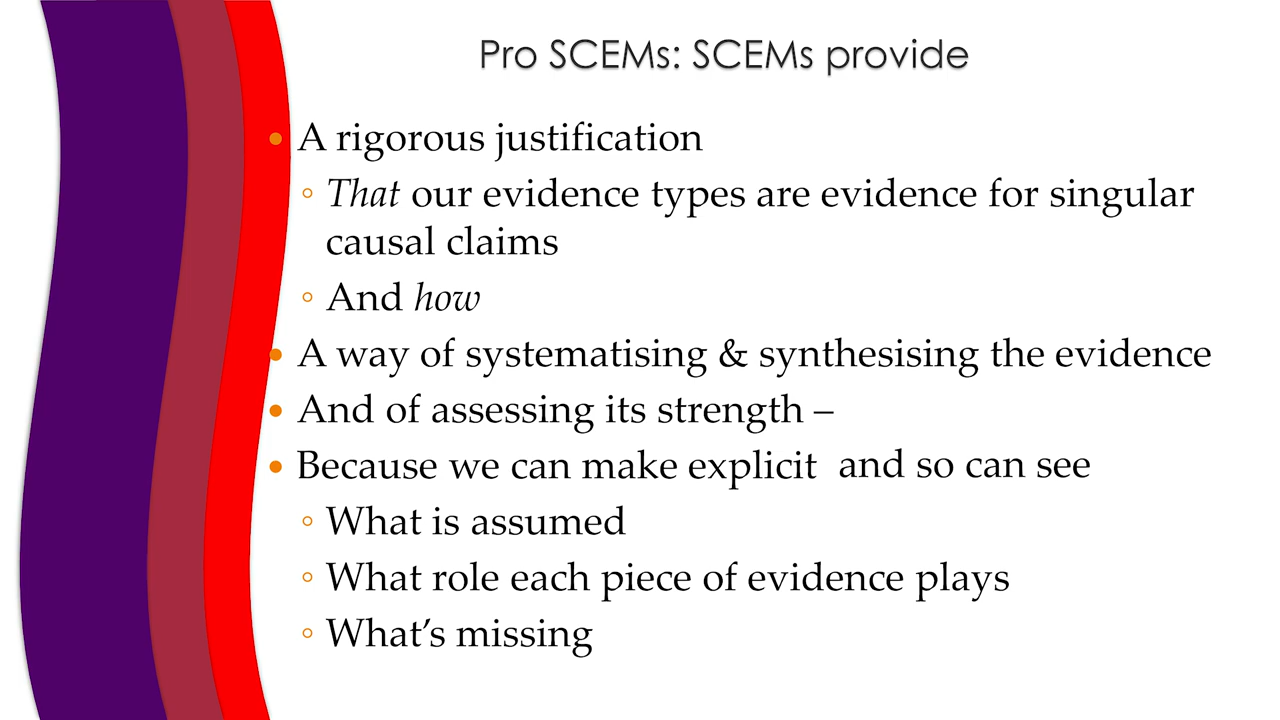 Pro SCEMs: SCEMs provide
• A rigorous justification
◦ That our evidence types are evidence for singular
causal claims
◦ And how
• A way of systematising & synthesising the evidence
• And of assessing its strength –
• Because we can make explicit and so can see
◦ What is assumed
◦ What role each piece of evidence plays
◦ What’s missing